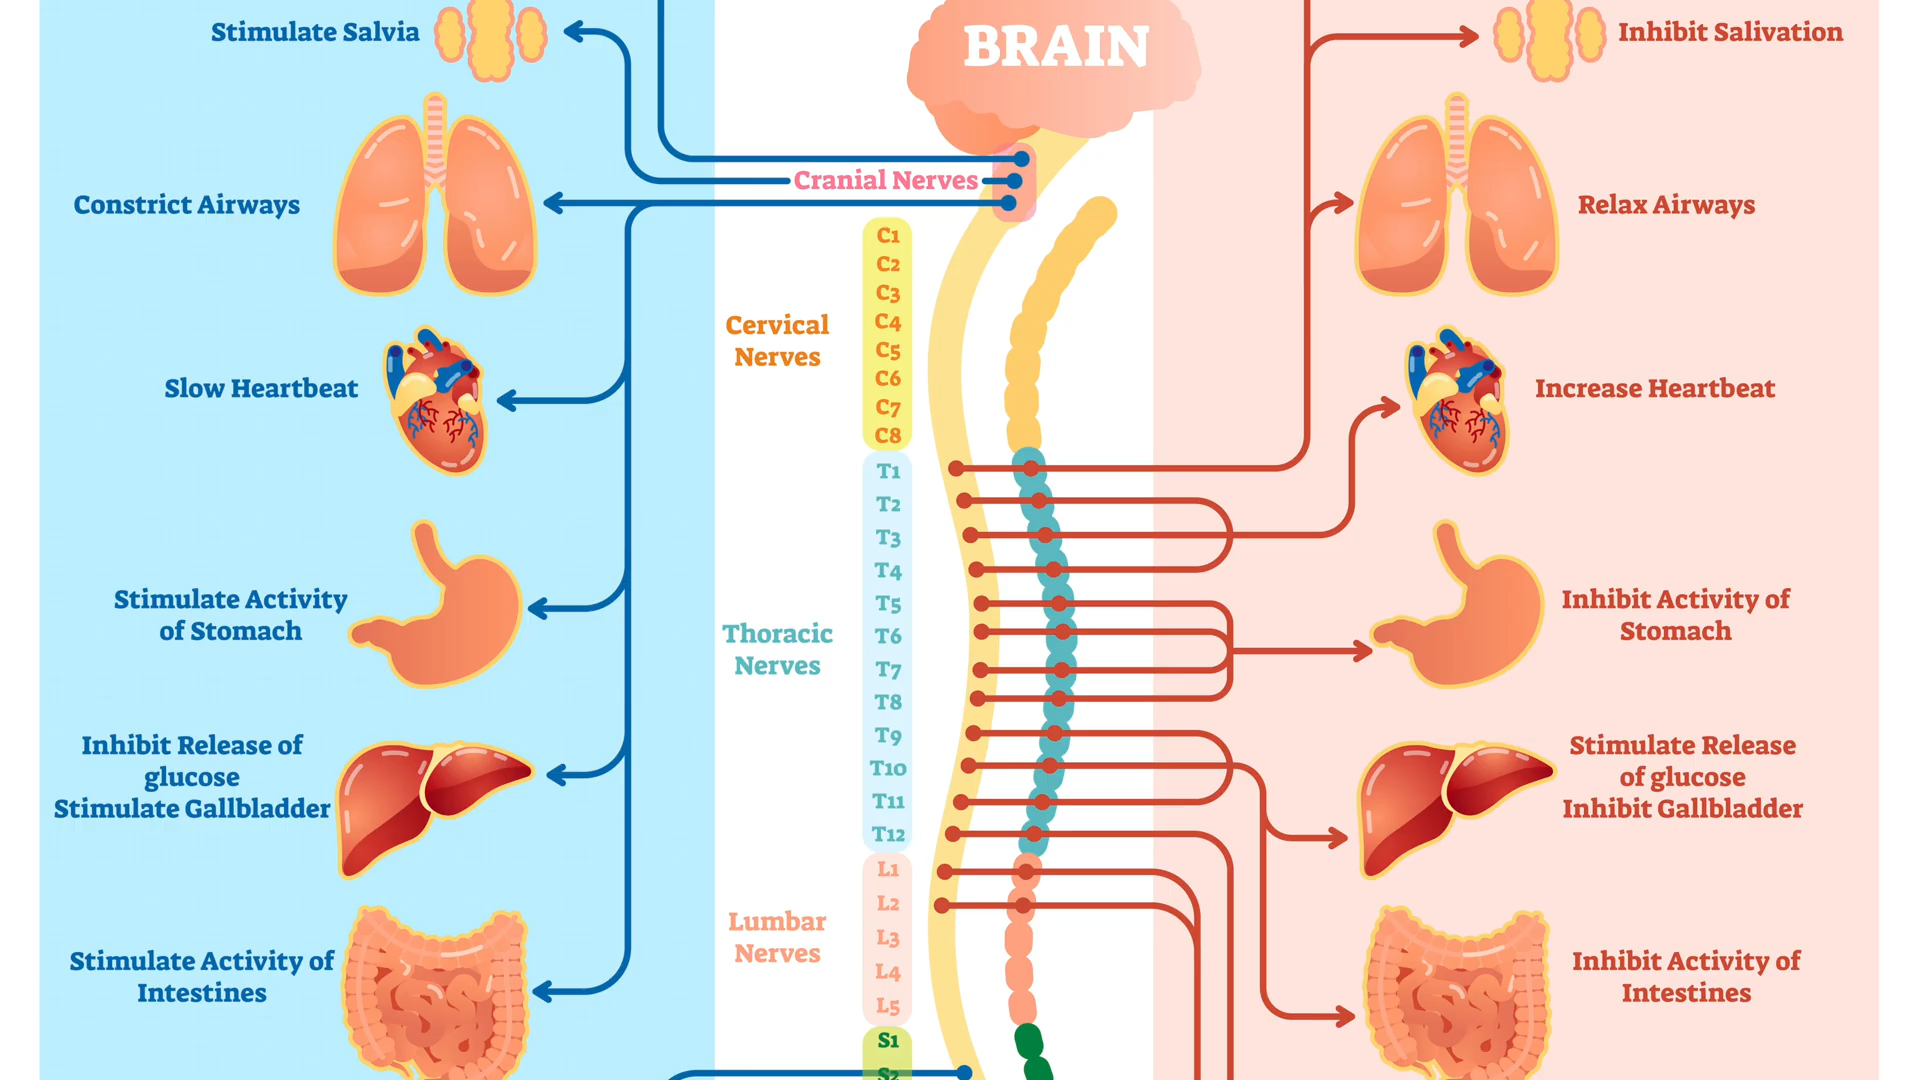 Stimulate Salvia
Constrict Airways
Slow Heartbeat
Stimulate Activity
of Stomach
Inhibit Release of
glucose
Stimulate Gallbladder
Stimulate Activity of
Intestines
BRAIN
Cranial Nerves
Cervical
Nerves
Thoracic
Nerves
Lumbar
Nerves
C1
C2
C3
C4
C5
C6
C7
C8
T1
T2
T3
T4
T5
T6
T7
T8
T9
T10
T11
T12
L1
L2
L3
L4
L5
S1
S2
Inhibit Salivation
Relax Airways
Increase Heartbeat
Inhibit Activity of
Stomach
Stimulate Release
of glucose
Inhibit Gallbladder
Inhibit Activity of
Intestines